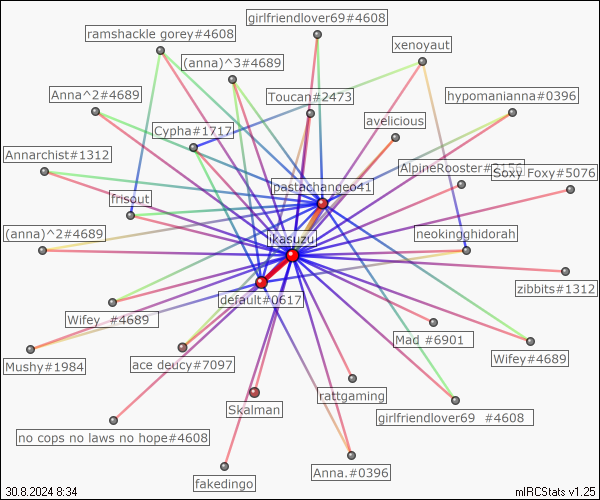 girlfriendlover69#4608
ramshackle gorey#4608
xenoyaut
(anna)^3#4689
Anna^2#4689
Toucan#2473
hypomanianna#0396
avelicious
Cypha#1717
Annarchist#1312
AlpineRooster#3156
Soxy Foxy#5076
pastachangeo41
frisout
(anna)^2#4689
ikasuzu
neokingghidorah
zibbits#1312
default#0617
Wifey #4689
Mad #6901
Wifey#4689
Mushy#1984
ace deucy#7097
rattgaming
Skalman
girlfriendlover69 #4608
no cops no laws no hope#4608
Anna.#0396
fakedingo
30.8.2024 8:34
mIRCStats v1.25